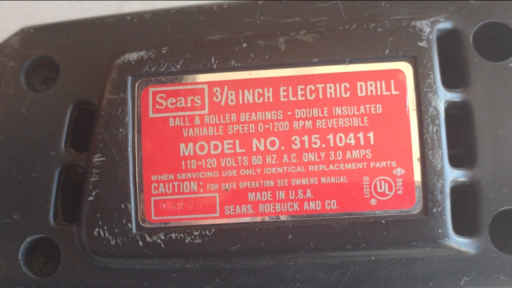 Sears 3/8 INCH ELECTRIC DRILL
BALL & ROLLER BEARINGS - DOUBLE INSULATED
VARIABLE SPEED 0-1200 RPM REVERSIBLE
MODEL NO. 315.10411
110-120 VOLTS 60 HZ. A.C. ONLY 3.0 AMPS
WHEN SERVICING USE ONLY IDENTICAL REPLACEMENT PARTS
CAUTION: FOR SAFE OPERATION SEE OWNERS MANUAL
MADE IN U.S.A.
SEARS, ROEBUCK AND CO.
LISTED
UL
®